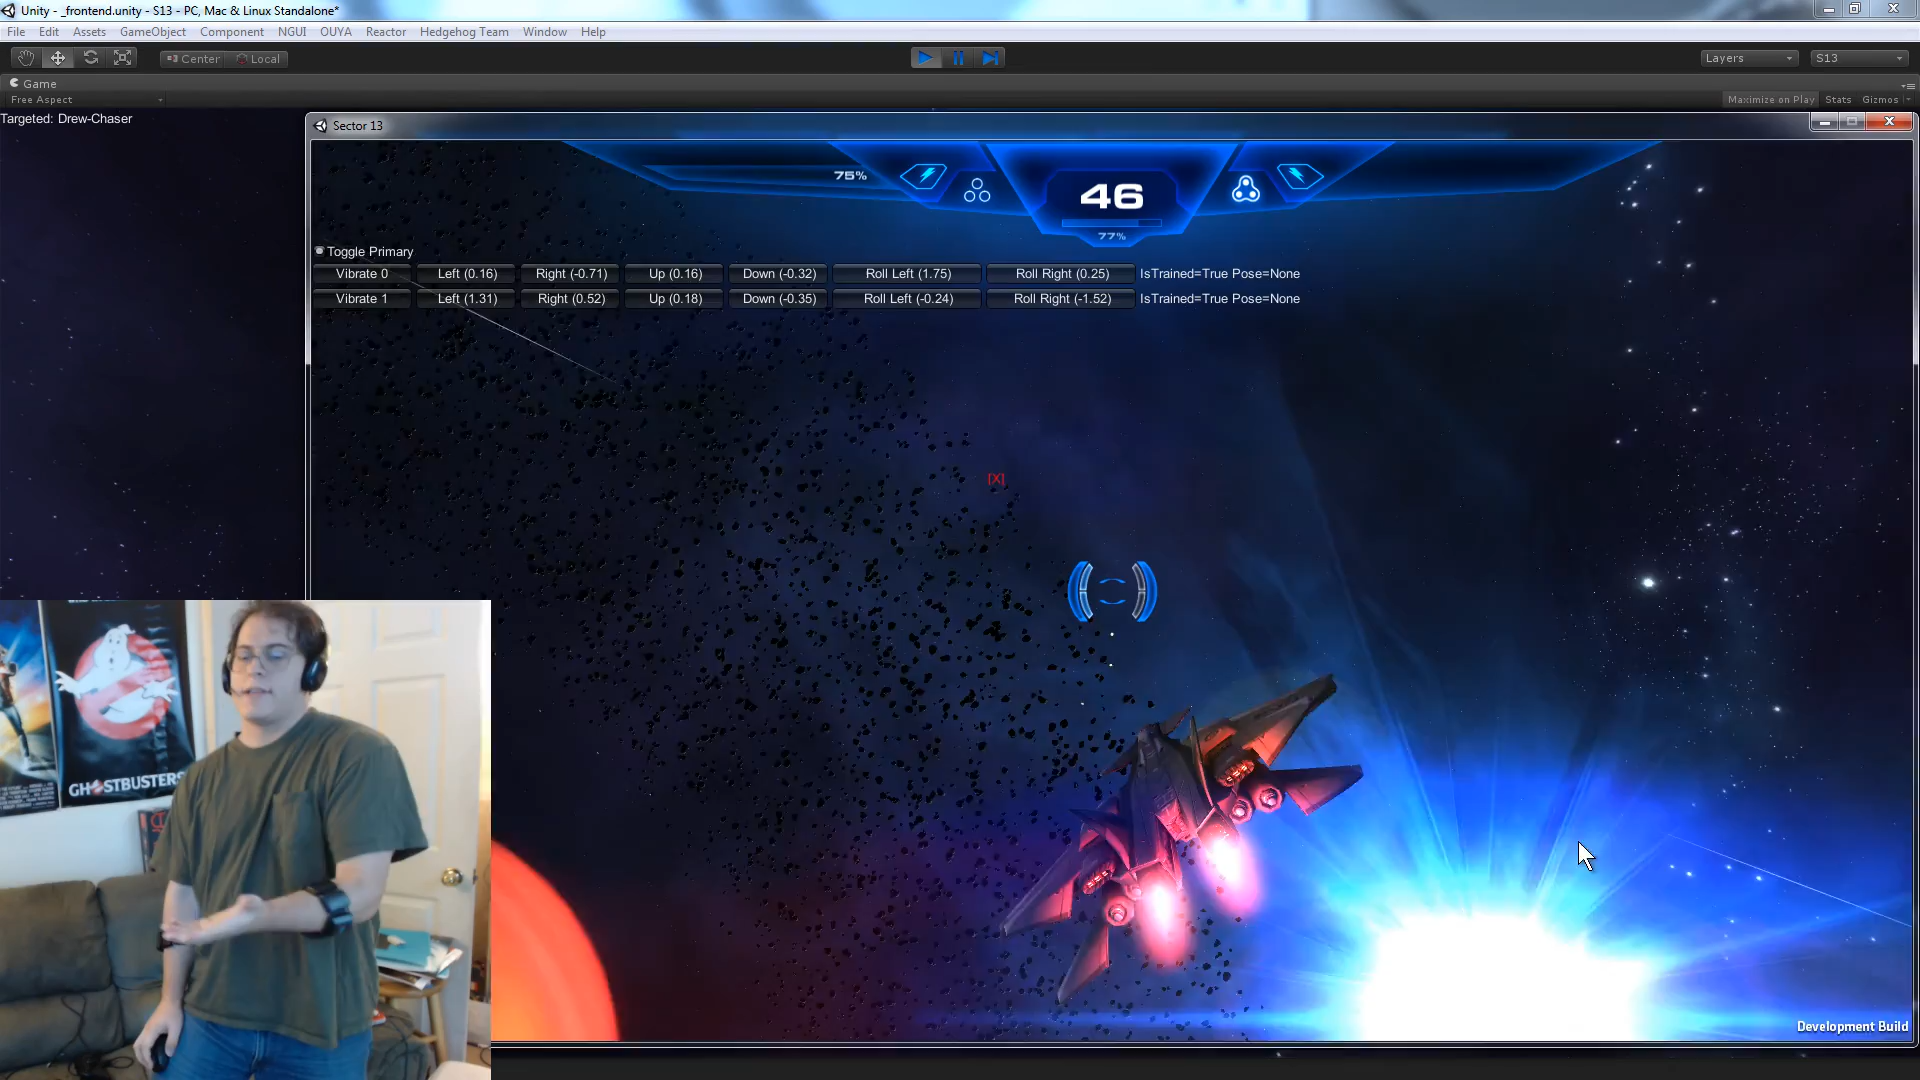 Unity - _frontend.unity - S13 - PC, Mac & Linux Standalone*
File Edit Assets GameObject Component NGUI OUYA Reactor Hedgehog Team Window Help
Center Local Layers S13
Game
Free Aspect Maximize on Play Stats Gizmos
Targeted: Drew-Chaser
Sector 13
75%
46
77%
Toggle Primary
Vibrate 0 Left (0.16) Right (-0.71) Up (0.16) Down (-0.32) Roll Left (1.75) Roll Right (0.25) IsTrained=True Pose=None
Vibrate 1 Left (1.31) Right (0.52) Up (0.18) Down (-0.35) Roll Left (-0.24) Roll Right (-1.52) IsTrained=True Pose=None
[X]
GHOSTBUSTERS
Development Build